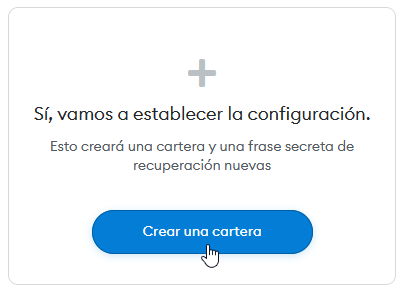 Sí, vamos a establecer la configuración.
Esto creará una cartera y una frase secreta de
recuperación nuevas
Crear una cartera